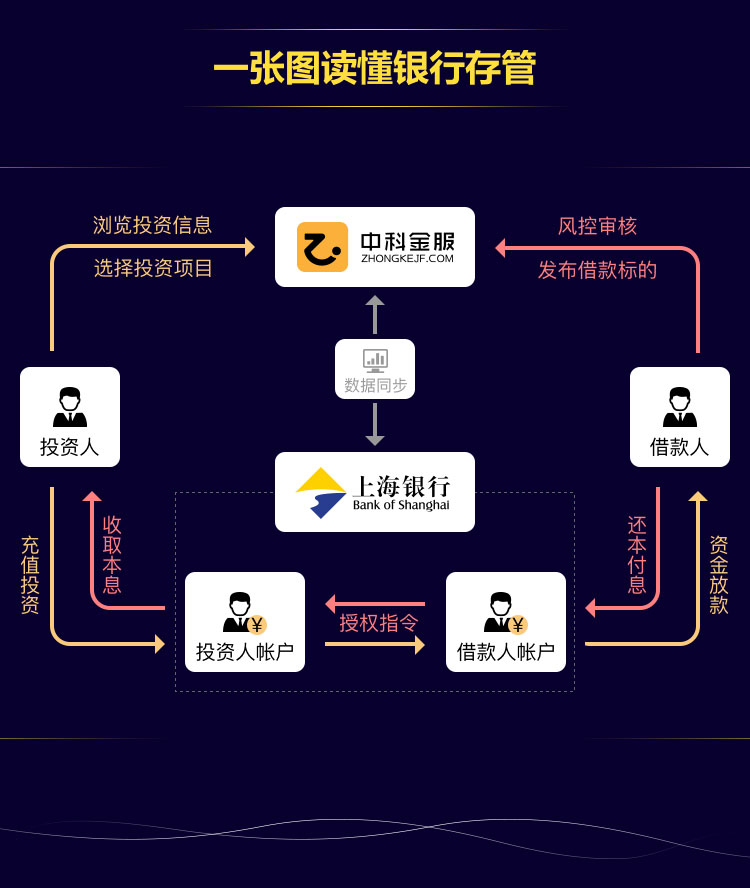 一张图读懂银行存管
浏览投资信息
选择投资项目
中科金服
ZHONGKEJF.COM
风控审核
发布借款标的
数据同步
投资人
借款人
上海银行
Bank of Shanghai
充值投资
收取本息
还本付息
资金放款
投资人帐户
授权指令
借款人帐户